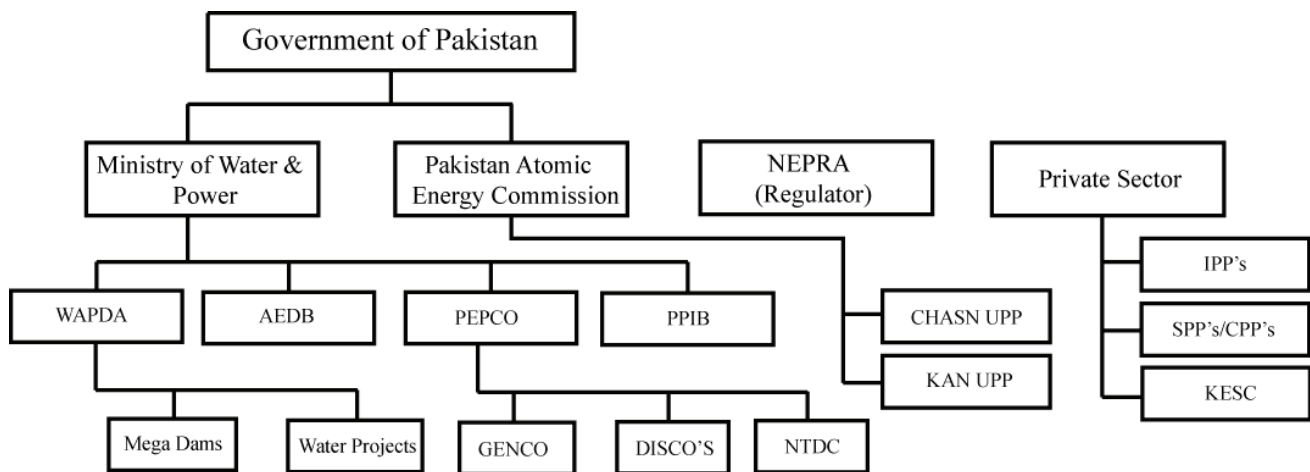 Government of Pakistan
Ministry of Water &
Power
Pakistan Atomic
Energy Commission
NEPRA
(Regulator)
Private Sector
WAPDA
AEDB
PEPCO
PPIB
CHASN UPP
KAN UPP
IPP's
SPP's/CPP's
KESC
Mega Dams
Water Projects
GENCO
DISCO'S
NTDC